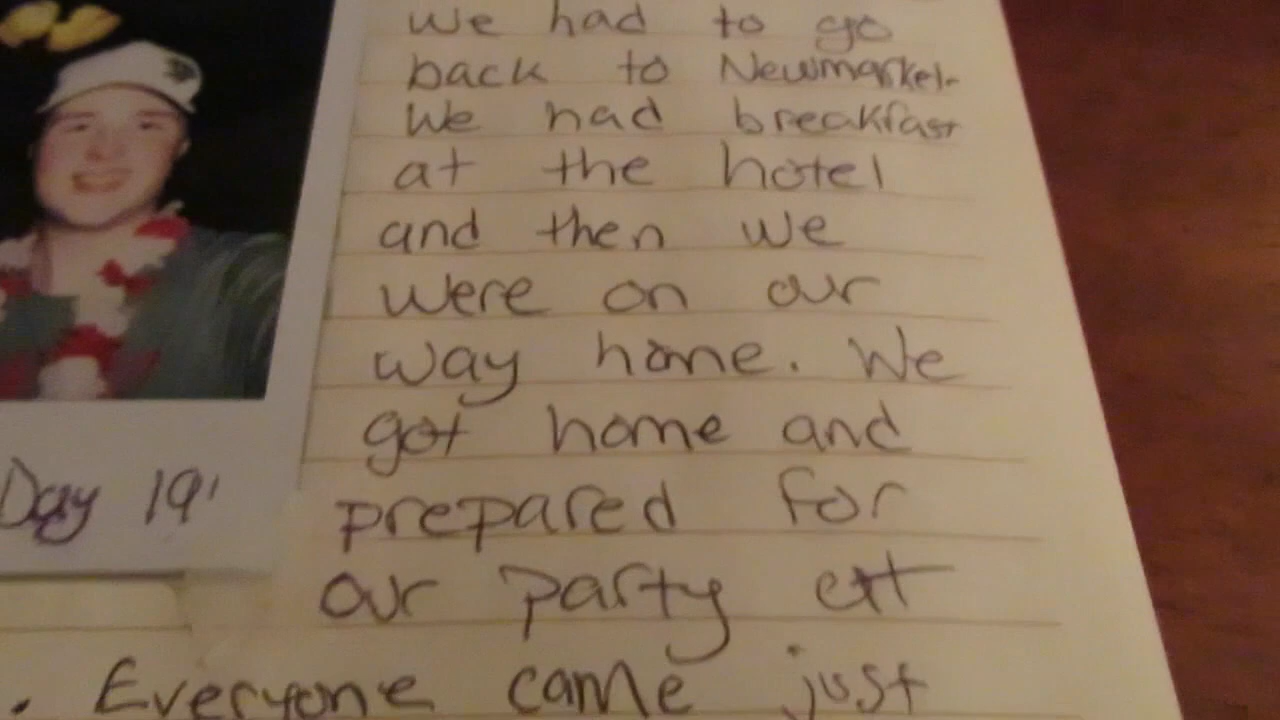 We had to go
back to Newmarket.
We had breakfast
at the hotel
and then we
were on our
way home. We
got home and
prepared for
our party at
. Everyone came just
Day 19'